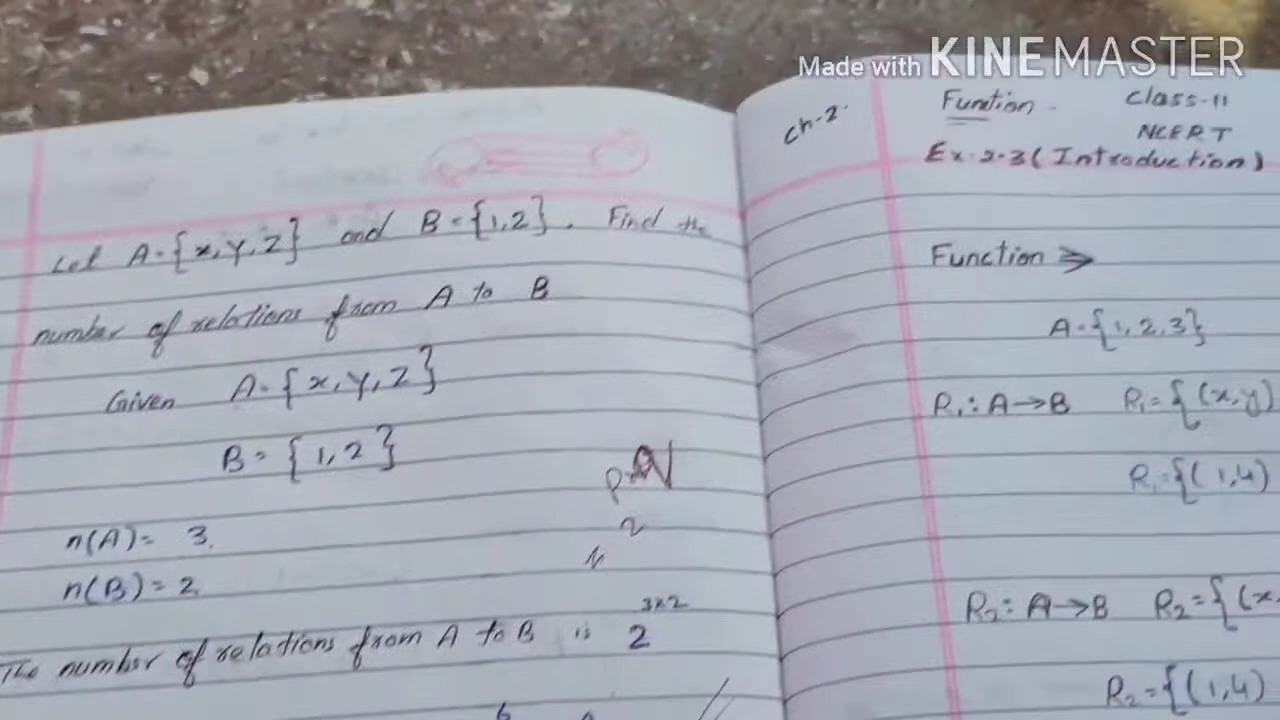 Made with KINEMASTER
Let A={x,y,z} and B={1,2}. Find the
number of relations from A to B
Given A={x,y,z}
B={1,2}
n(A)= 3.
n(B)=2
The number of relations from A to B is 2^{3×2}
6
Ch-2.
Function. Class-11
NCERT
Ex-2.3(Introduction)
Function ⇒
A={1,2,3}
R₁: A→B R₁={(x,y)
R₁={(1,4)
R₂: A→B R₂={(x,
R₂={(1,4)